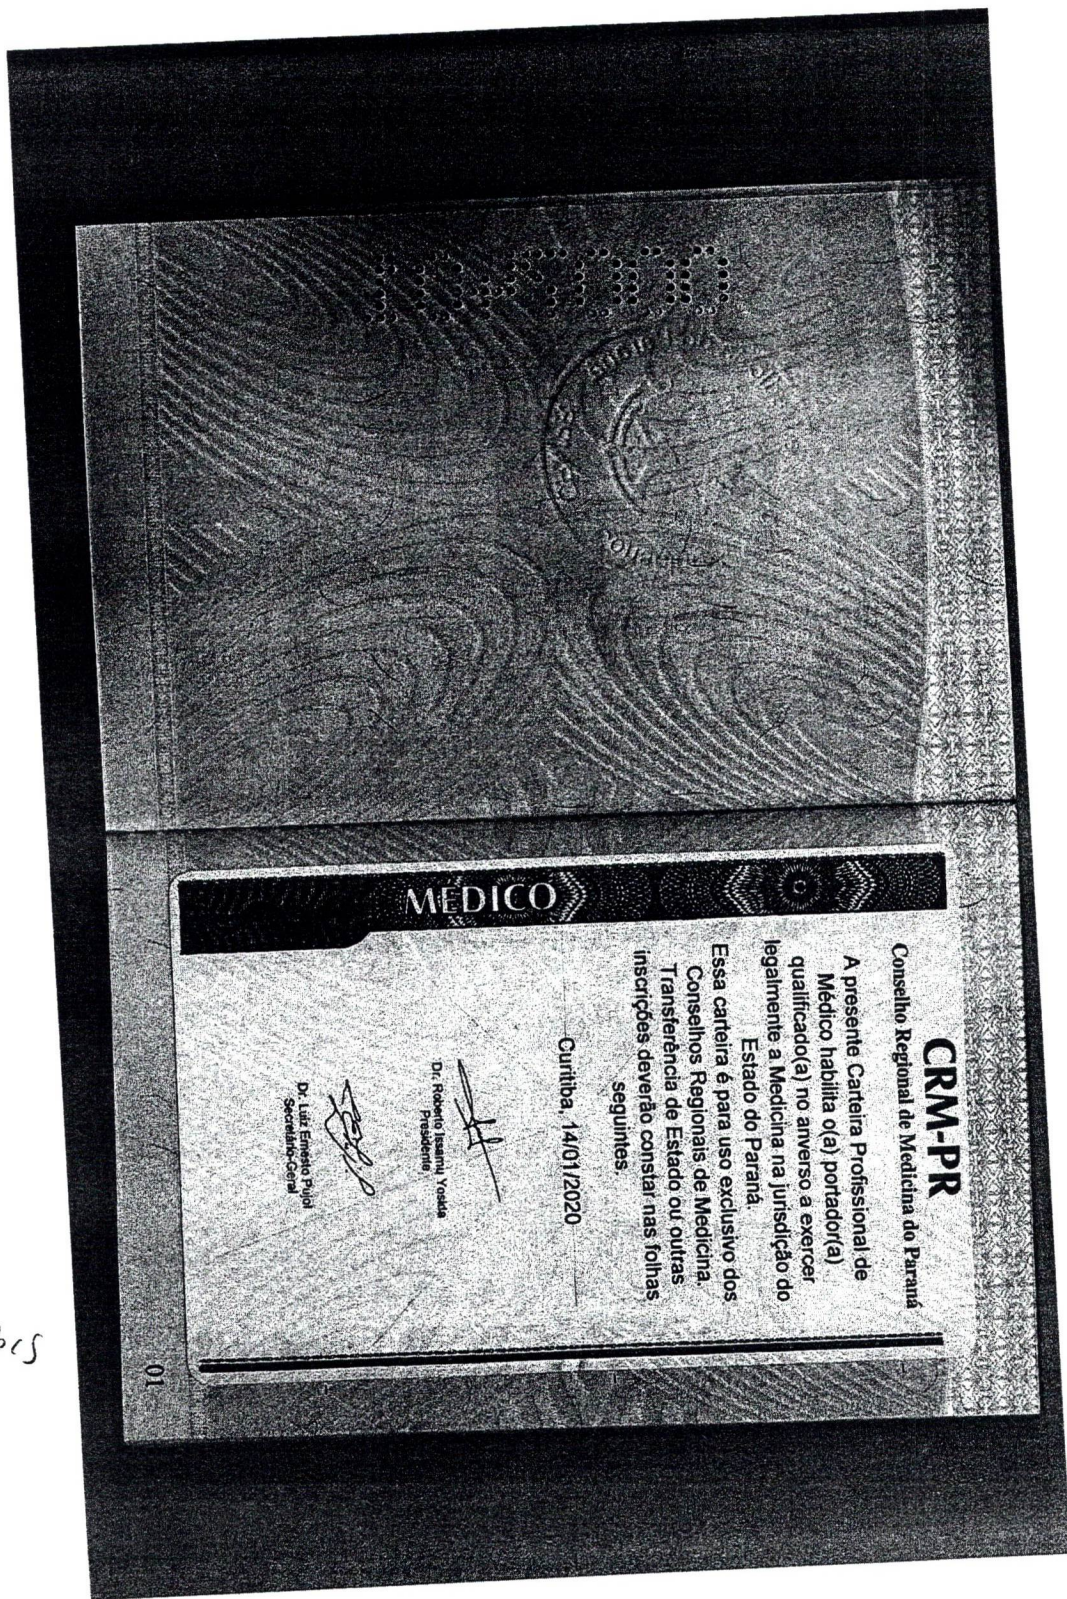 CRM-PR
Conselho Regional de Medicina do Paraná
A presente Carteira Profissional de
Médico habilita o(a) portador(a)
qualificado(a) no anverso a exercer
legalmente a Medicina na jurisdição do
Estado do Paraná.
Essa carteira é para uso exclusivo dos
Conselhos Regionais de Medicina.
Transferência de Estado ou outras
inscrições deverão constar nas folhas
seguintes
Curitiba, 14/01/2020
Dr. Roberto Issamu Yosida
Presidente
Dr. Luiz Ernesto Pujol
Secretário-Geral
MÉDICO
01